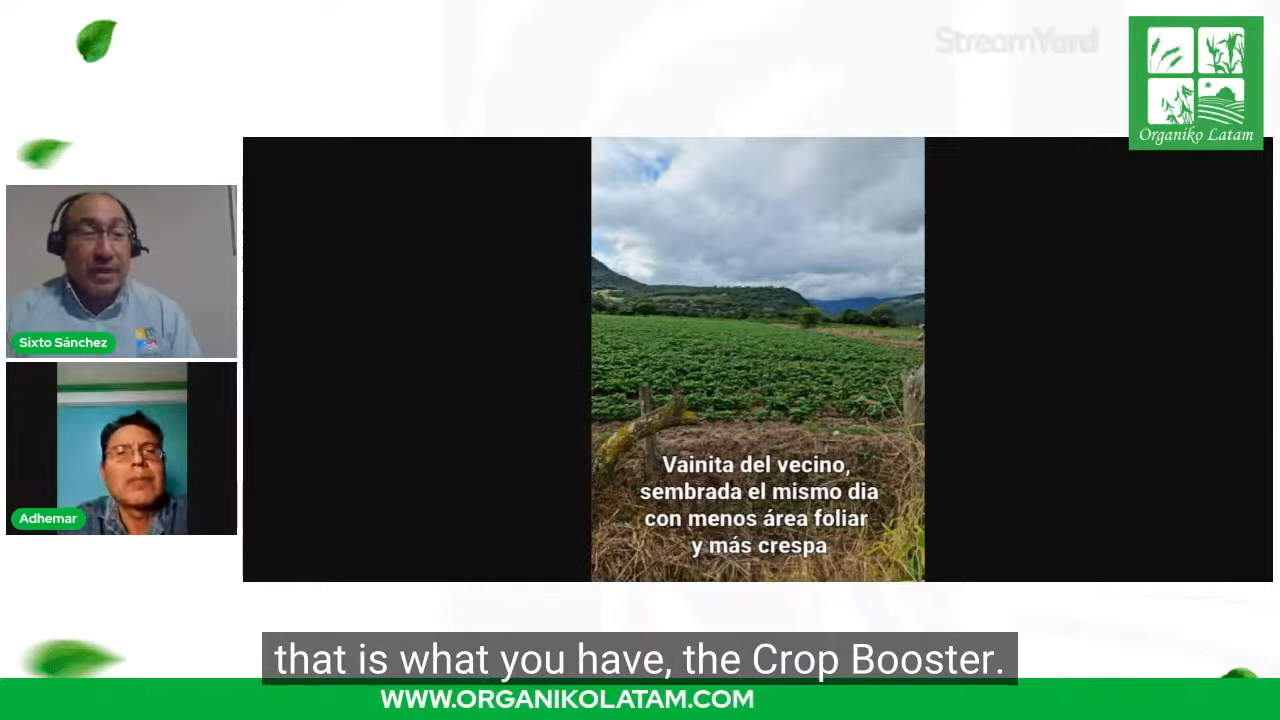 StreamYard
Organiko Latam
Sixto Sánchez
Adhemar
Vainita del vecino,
sembrada el mismo dia
con menos área foliar
y más crespa
that is what you have, the Crop Booster.
WWW.ORGANIKOLATAM.COM